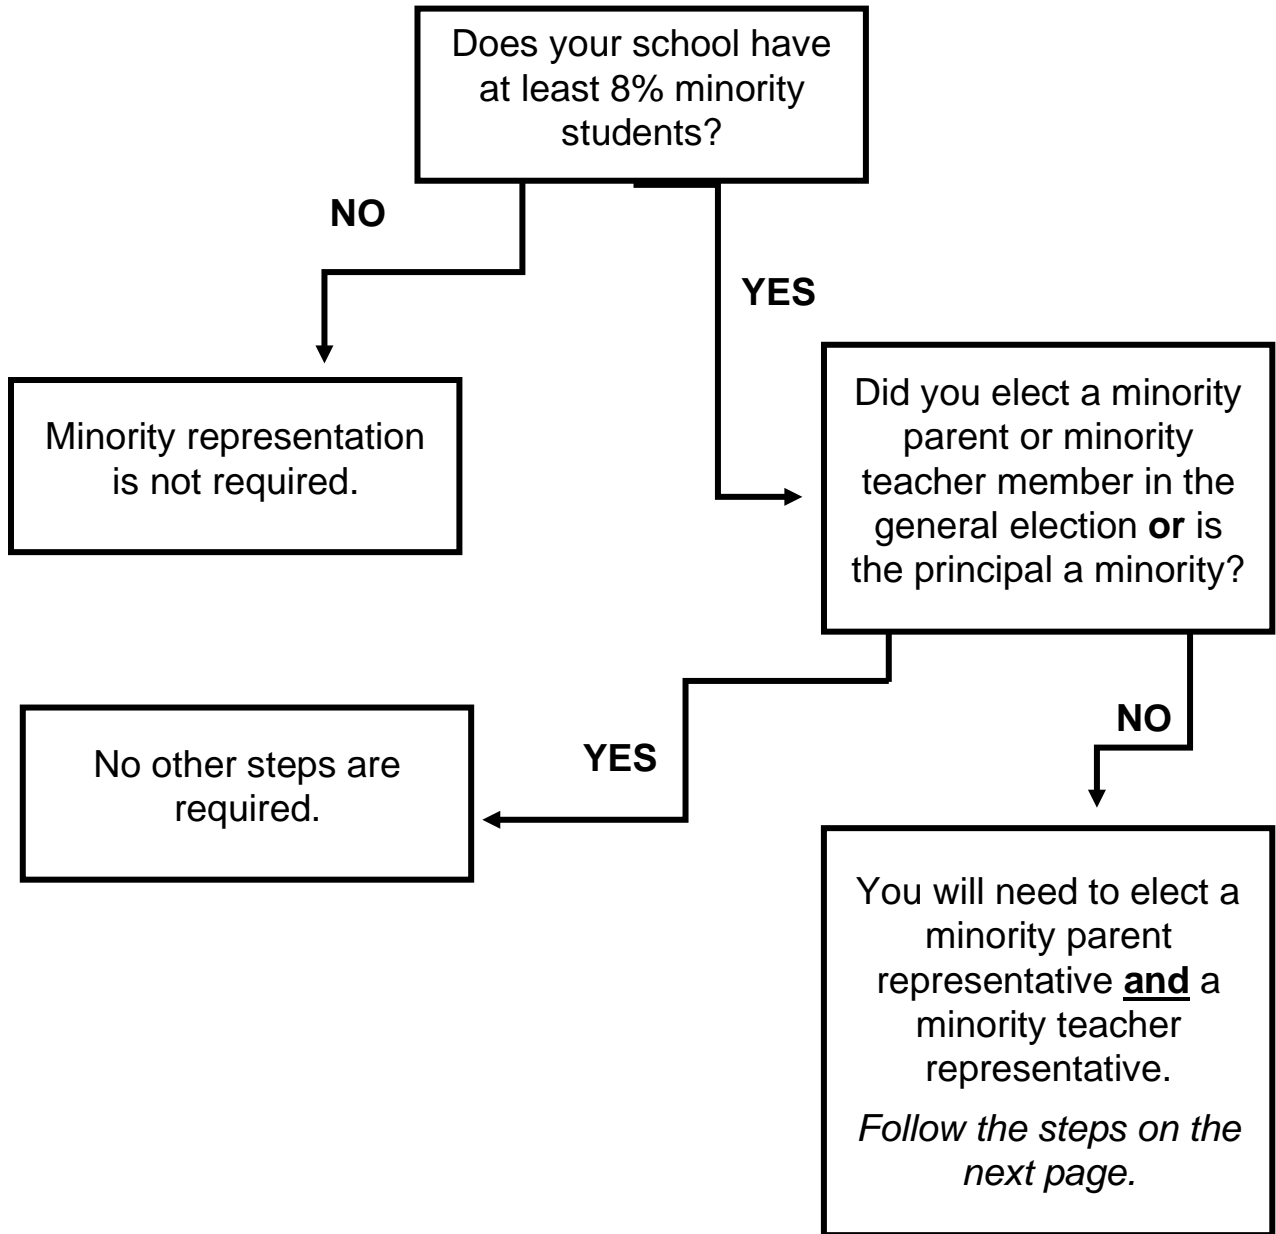 Does your school have
at least 8% minority
students?
NO
YES
Minority representation
is not required.
Did you elect a minority
parent or minority
teacher member in the
general election or is
the principal a minority?
No other steps are
required.
YES
NO
You will need to elect a
minority parent
representative and a
minority teacher
representative.
Follow the steps on the
next page.